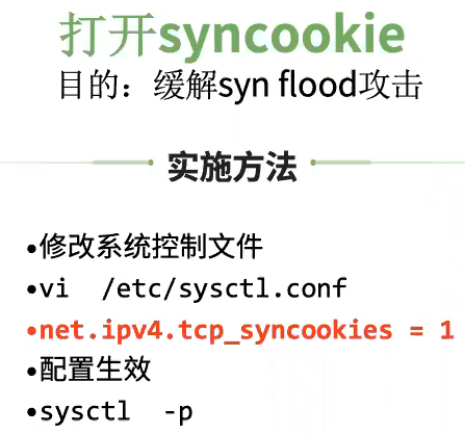 打开syncookie
目的：缓解syn flood攻击
实施方法
•修改系统控制文件
•vi /etc/sysctl.conf
•net.ipv4.tcp_syncookies = 1
•配置生效
•sysctl -p